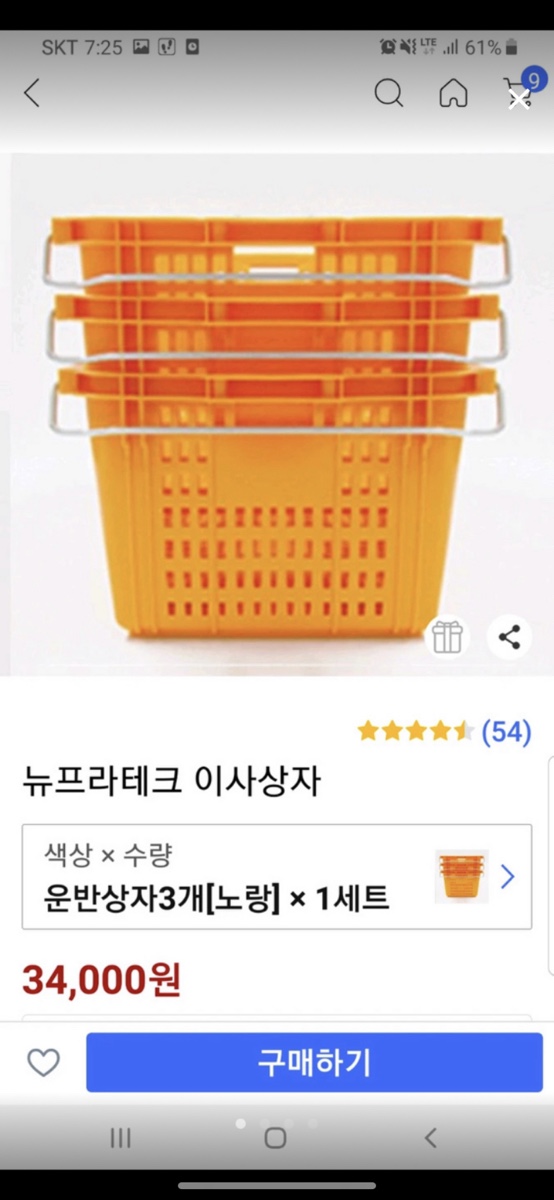 SKT 7:25
LTE 61%
9
(54)
뉴프라테크 이사상자
색상 × 수량
운반상자3개[노랑] × 1세트
34,000원
구매하기